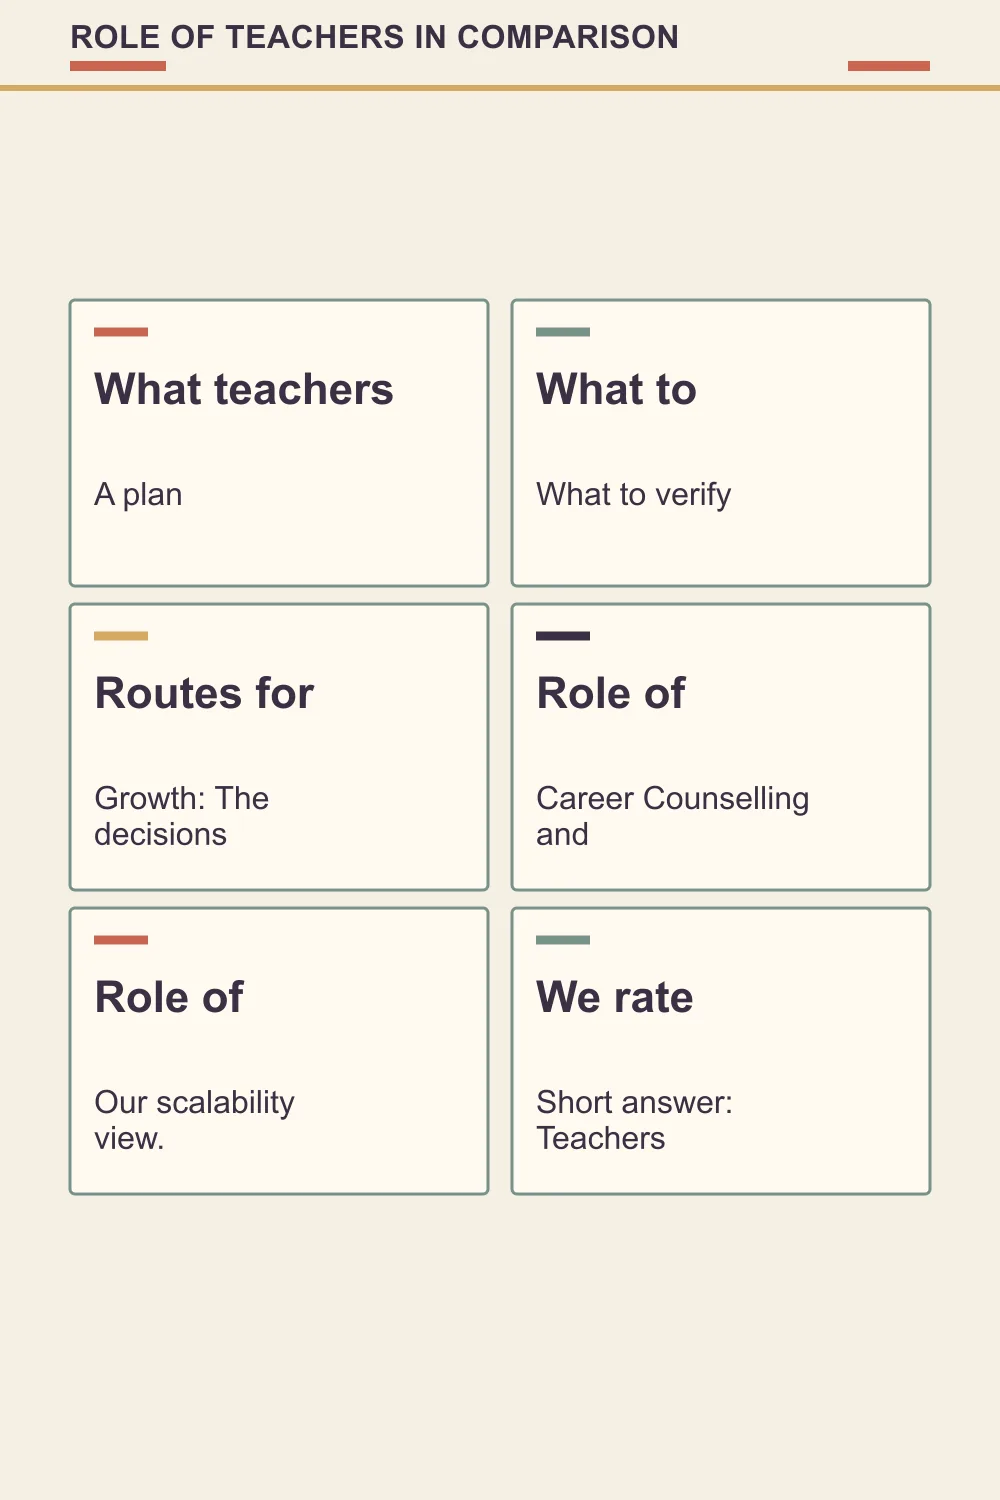 ROLE OF TEACHERS IN COMPARISON
What teachers
A plan
What to
What to verify
Routes for
Growth: The
decisions
Role of
Career Counselling
and
Role of
Our scalability
view.
We rate
Short answer:
Teachers